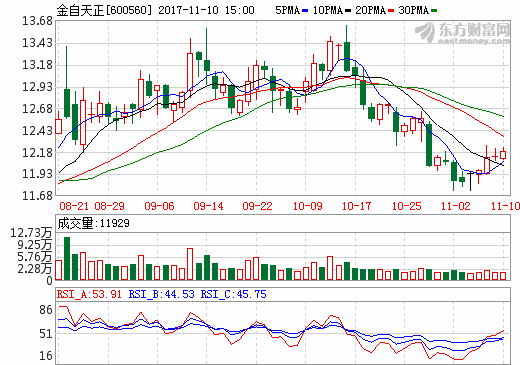 金自天正[600560] 2017-11-10 15:00 5PMA 10PMA 20PMA 30PMA
东方财富网
eastmoney.com
13.68
13.43
13.18
12.93
12.68
12.43
12.18
11.93
11.68
08-21 08-29 09-06 09-14 09-22 10-09 10-17 10-25 11-02 11-10
成交量:11929
12.73万
9.25万
5.76万
2.28万
0
RSI_A:53.91 RSI_B:44.53 RSI_C:45.75
86
51
16